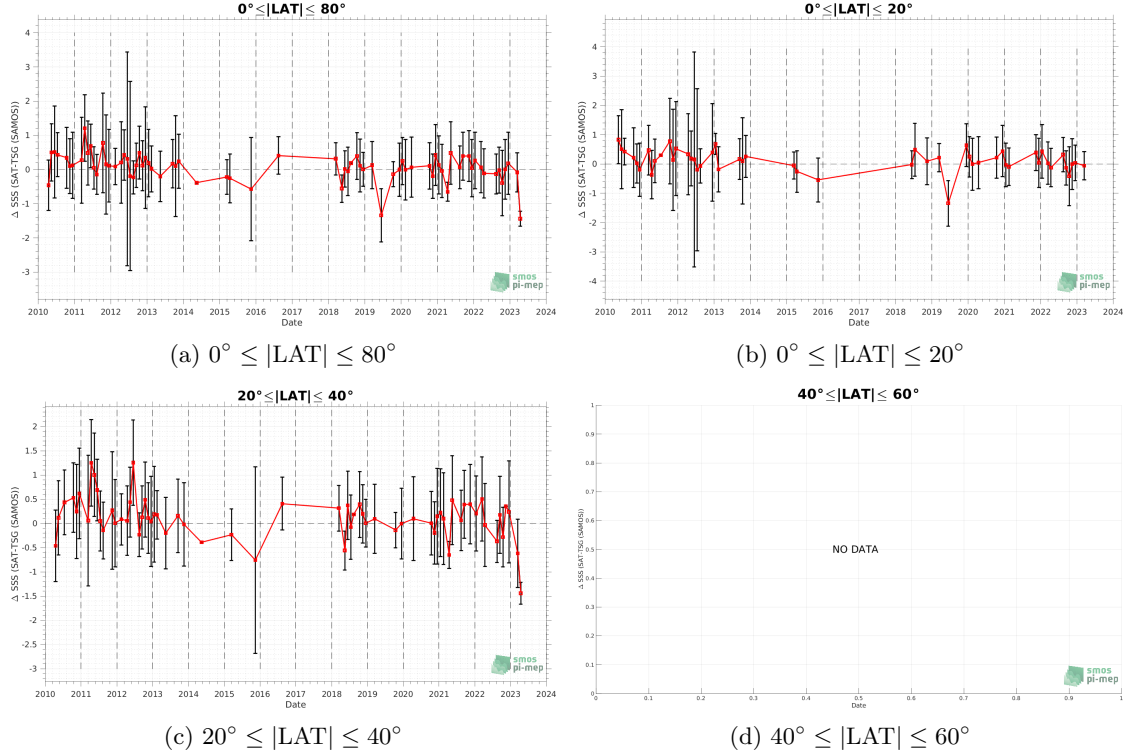 0°≤|LAT|≤ 80°
Δ SSS (SAT-TSG (SAMOS))
4
3
2
1
0
-1
-2
-3
2010 2011 2012 2013 2014 2015 2016 2017 2018 2019 2020 2021 2022 2023 2024
Date
smos
pi-mep
(a) 0° ≤ |LAT| ≤ 80°
0°≤|LAT|≤ 20°
Δ SSS (SAT-TSG (SAMOS))
4
3
2
1
0
-1
-2
-3
-4
2010 2011 2012 2013 2014 2015 2016 2017 2018 2019 2020 2021 2022 2023 2024
Date
smos
pi-mep
(b) 0° ≤ |LAT| ≤ 20°
20°≤|LAT|≤ 40°
Δ SSS (SAT-TSG (SAMOS))
2
1.5
1
0.5
0
-0.5
-1
-1.5
-2
-2.5
-3
2010 2011 2012 2013 2014 2015 2016 2017 2018 2019 2020 2021 2022 2023 2024
Date
smos
pi-mep
(c) 20° ≤ |LAT| ≤ 40°
40°≤|LAT|≤ 60°
Δ SSS (SAT-TSG (SAMOS))
1
0.9
0.8
0.7
0.6
0.5
0.4
0.3
0.2
0.1
0
NO DATA
0 0.1 0.2 0.3 0.4 0.5 0.6 0.7 0.8 0.9 1
Date
smos
pi-mep
(d) 40° ≤ |LAT| ≤ 60°